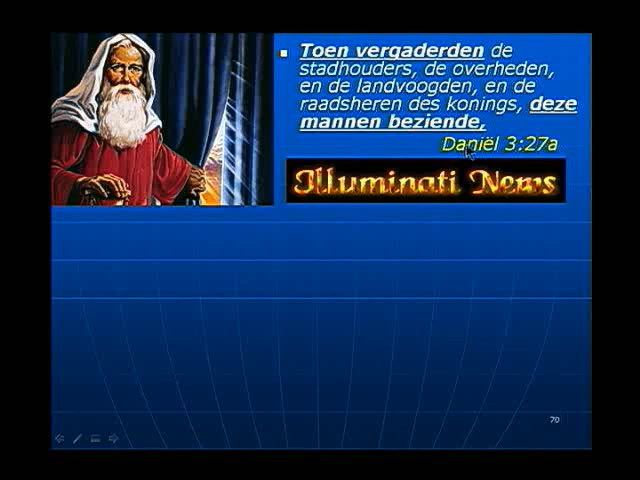 Toen vergaderden de
stadhouders, de overheden,
en de landvoogden, en de
raadsheren des konings, deze
mannen beziende,
Daniël 3:27a
Illuminati News
70